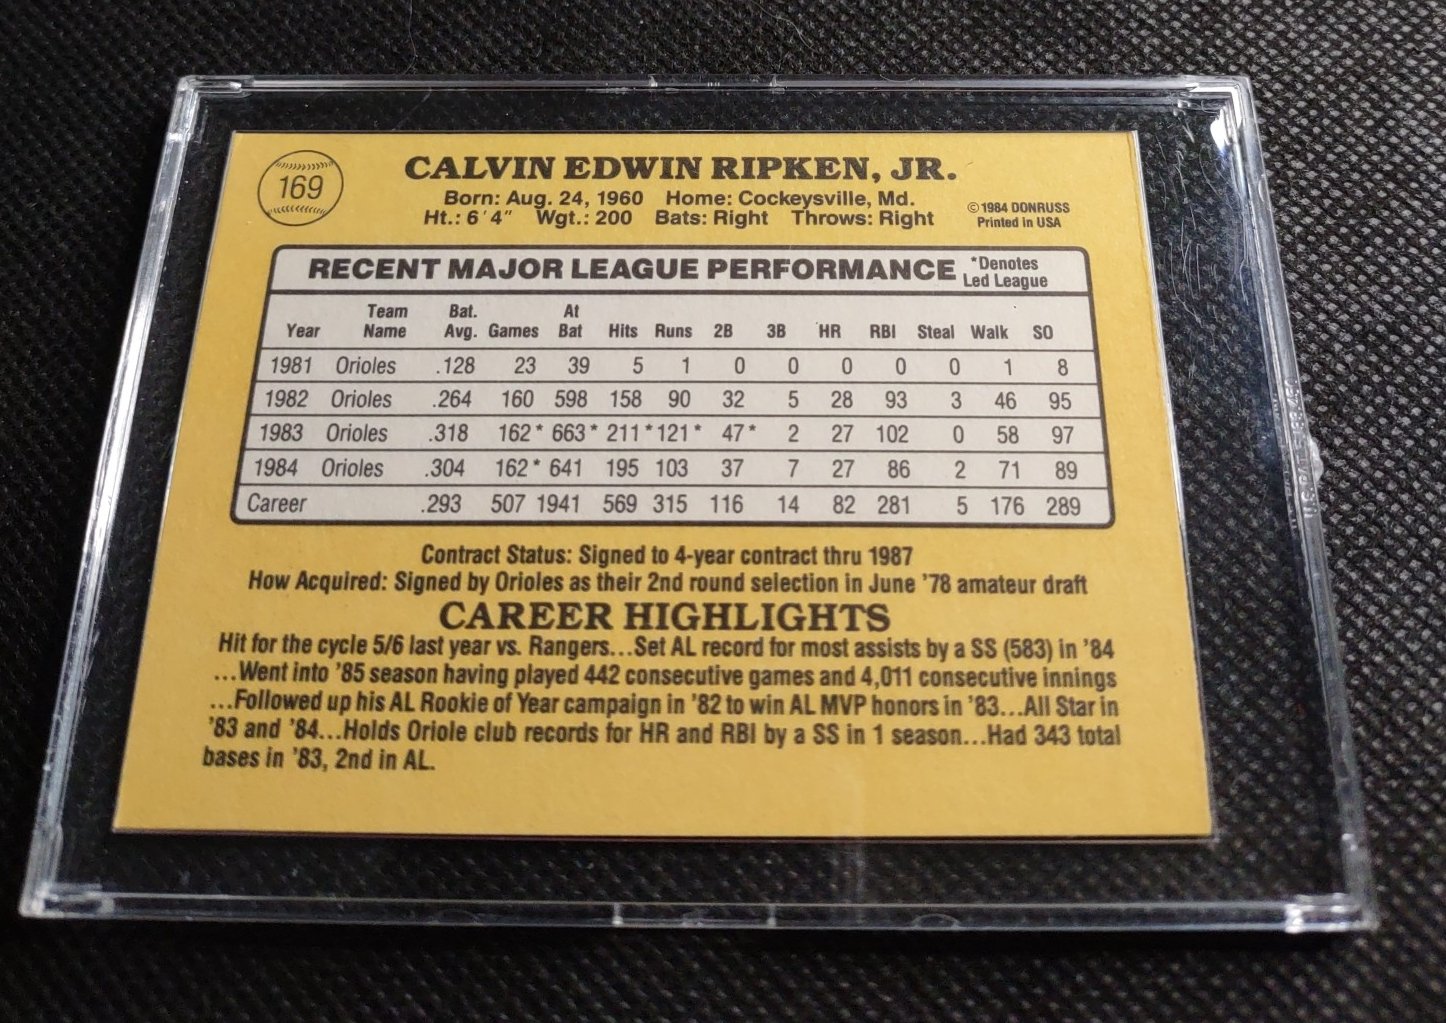 169
CALVIN EDWIN RIPKEN, JR.
Born: Aug. 24, 1960 Home: Cockeysville, Md.
Ht.: 6'4" Wgt.: 200 Bats: Right Throws: Right
©1984 DONRUSS
Printed in USA
RECENT MAJOR LEAGUE PERFORMANCE
*Denotes
Led League
Year Team Name Bat. Avg. Games At Bat Hits Runs 2B 3B HR RBI Steal Walk SO
1981 Orioles .128 23 39 5 1 0 0 0 0 0 1 8
1982 Orioles .264 160 598 158 90 32 5 28 93 3 46 95
1983 Orioles .318 162* 663* 211* 121* 47* 2 27 102 0 58 97
1984 Orioles .304 162* 641 195 103 37 7 27 86 2 71 89
Career .293 507 1941 569 315 116 14 82 281 5 176 289
Contract Status: Signed to 4-year contract thru 1987
How Acquired: Signed by Orioles as their 2nd round selection in June '78 amateur draft
CAREER HIGHLIGHTS
Hit for the cycle 5/6 last year vs. Rangers...Set AL record for most assists by a SS (583) in '84
...Went into '85 season having played 442 consecutive games and 4,011 consecutive innings
...Followed up his AL Rookie of Year campaign in '82 to win AL MVP honors in '83...All Star in
'83 and '84...Holds Oriole club records for HR and RBI by a SS in 1 season...Had 343 total
bases in '83, 2nd in AL.